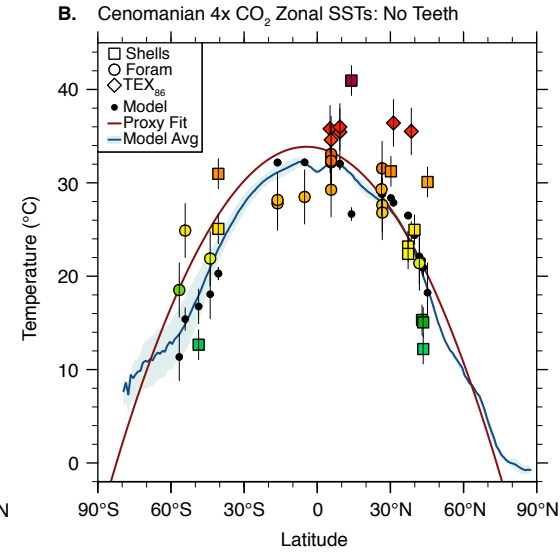 B. Cenomanian 4x CO2 Zonal SSTs: No Teeth
Shells
Foram
TEX86
Model
Proxy Fit
Model Avg
40
30
20
10
0
Temperature (°C)
90°S 60°S 30°S 0 30°N 60°N 90°N
Latitude
N